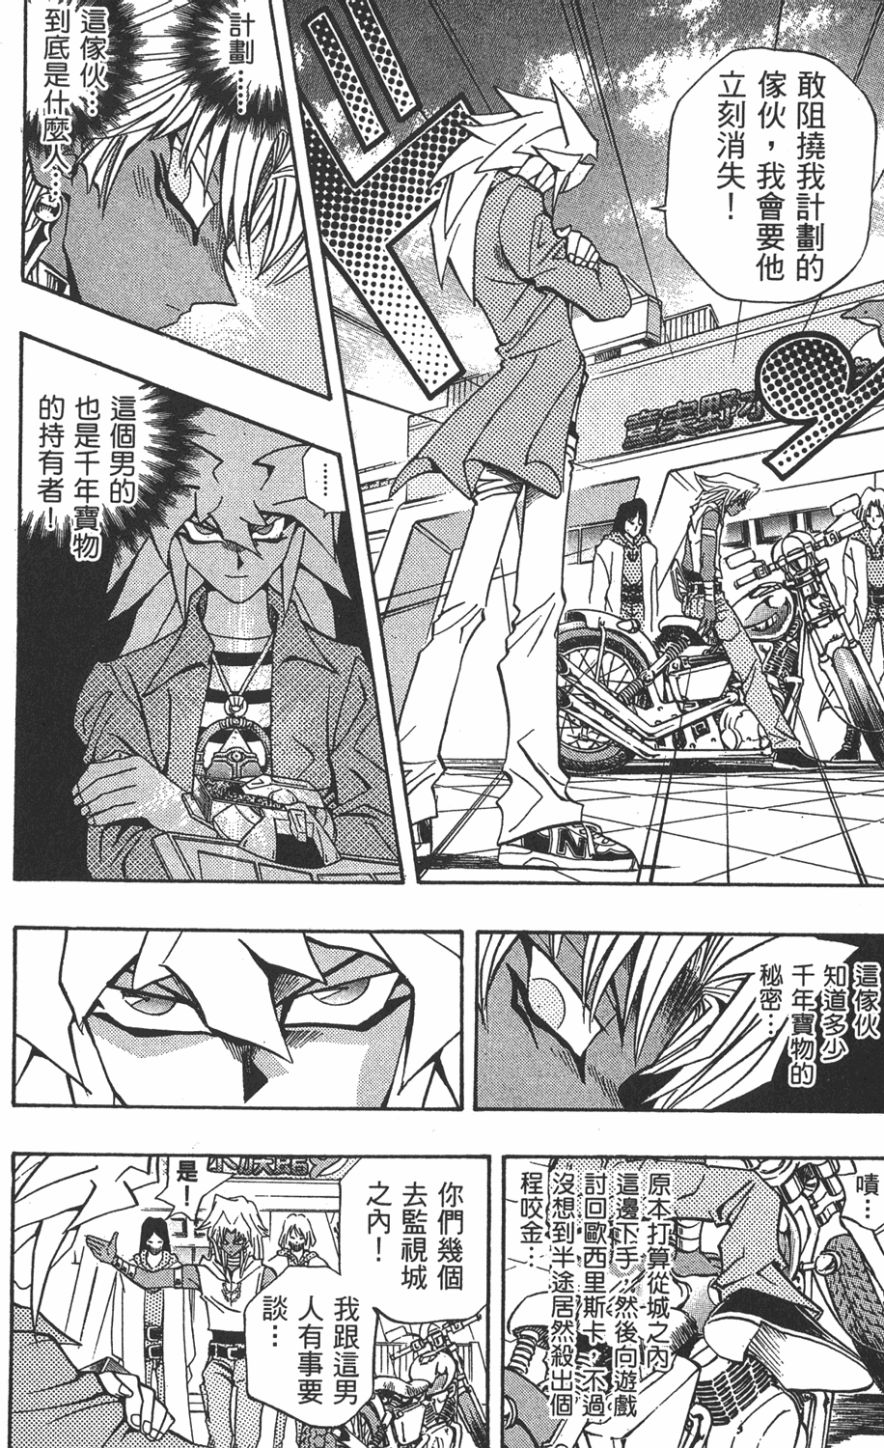 敢阻撓我計劃的
傢伙，我會要他
立刻消失！
計劃……
這傢伙…
到底是什麼人…
……
這個男的
也是千年寶物
的持有者！
這傢伙
知道多少
千年寶物的
秘密…
嘖…
原本打算從城之內
這邊下手，然後向遊戲
討回歐西里斯卡，不過
沒想到半途居然殺出個
程咬金…
你們幾個
去監視城
之內！
是！
我跟這男
人有事要
談…
童実野水
N